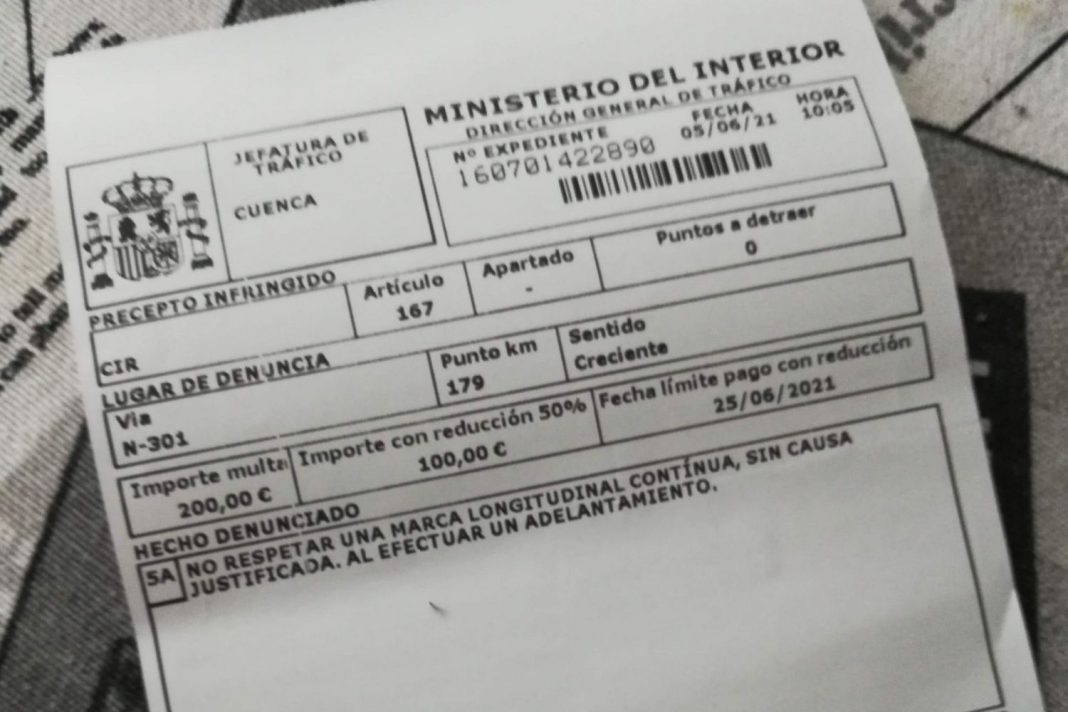 MINISTERIO DEL INTERIOR
DIRECCIÓN GENERAL DE TRÁFICO
JEFATURA DE
TRÁFICO
CUENCA
Nº EXPEDIENTE FECHA HORA
160701422890 05/06/21 10:05
PRECEPTO INFRINGIDO
CIR
Artículo
167
Apartado
-
Puntos a detraer
0
LUGAR DE DENUNCIA
Via
N-301
Punto km
179
Sentido
Creciente
Importe multa
200,00 €
Importe con reducción 50%
100,00 €
Fecha límite pago con reducción
25/06/2021
HECHO DENUNCIADO
5A NO RESPETAR UNA MARCA LONGITUDINAL CONTÍNUA, SIN CAUSA
JUSTIFICADA. AL EFECTUAR UN ADELANTAMIENTO.